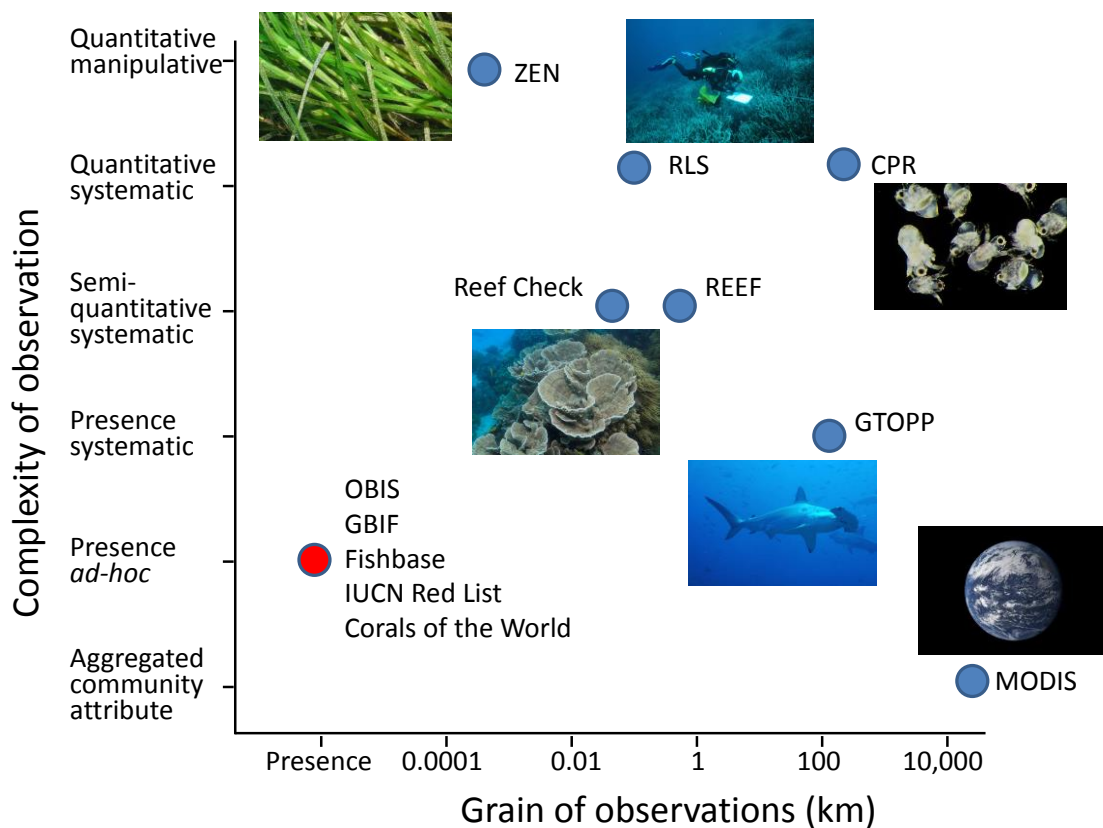 Complexity of observation
Quantitative
manipulative
Quantitative
systematic
Semi-
quantitative
systematic
Presence
systematic
Presence
ad-hoc
Aggregated
community
attribute
ZEN
RLS
CPR
Reef Check
REEF
GTOPP
OBIS
GBIF
Fishbase
IUCN Red List
Corals of the World
MODIS
Presence
0.0001
0.01
1
100
10,000
Grain of observations (km)